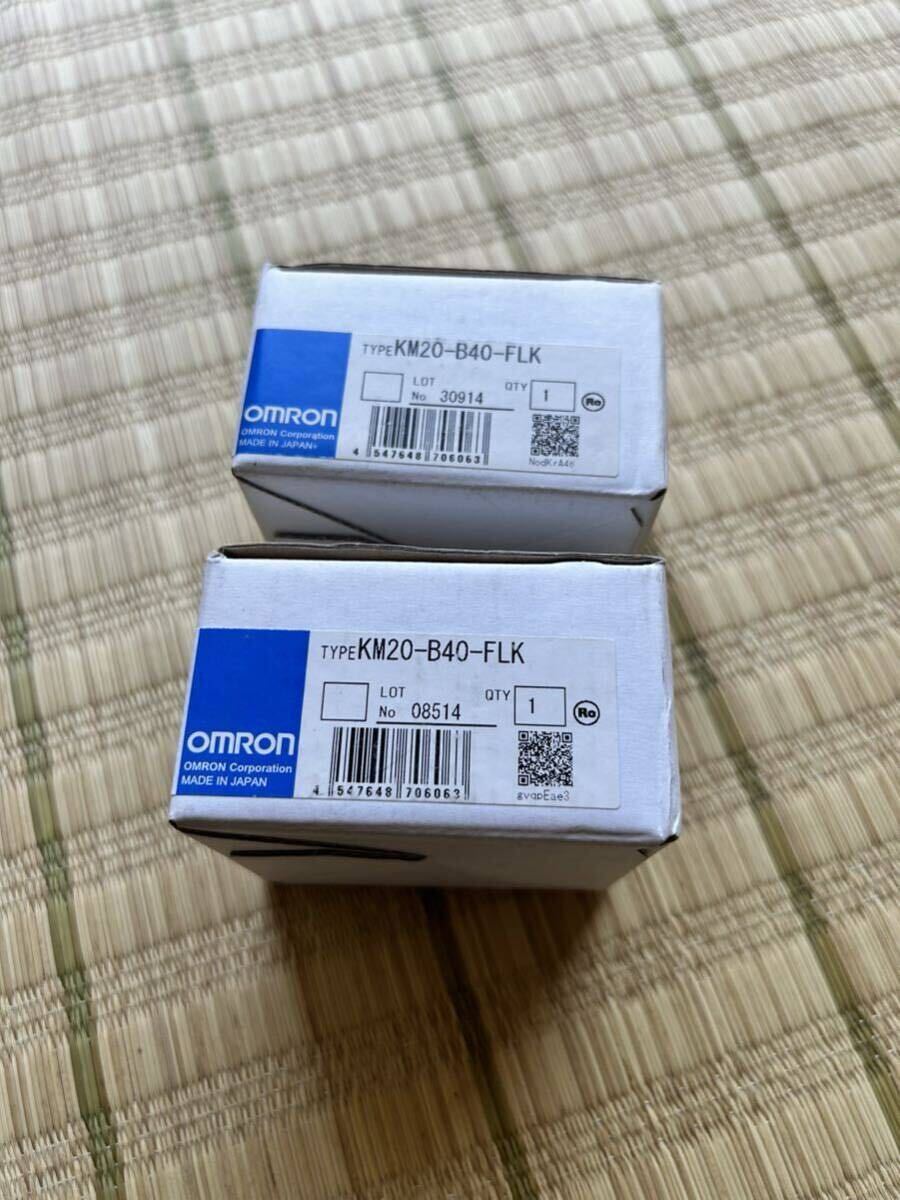 TYPE KM20-B40-FLK
LOT
No 30914
QTY
1
Ro
OMRON
OMRON Corporation
MADE IN JAPAN
4 547648 706063
TYPE KM20-B40-FLK
LOT
No 08514
QTY
1
Ro
OMRON
OMRON Corporation
MADE IN JAPAN
4 547648 706063
gvqpEae3